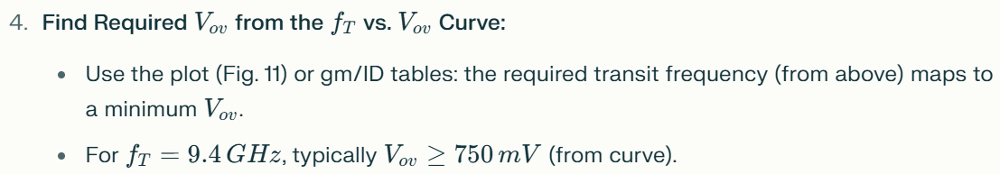 4. Find Required V_ov from the f_T vs. V_ov Curve:
• Use the plot (Fig. 11) or gm/ID tables: the required transit frequency (from above) maps to
a minimum V_ov.
• For f_T = 9.4 GHz, typically V_ov ≥ 750 mV (from curve).